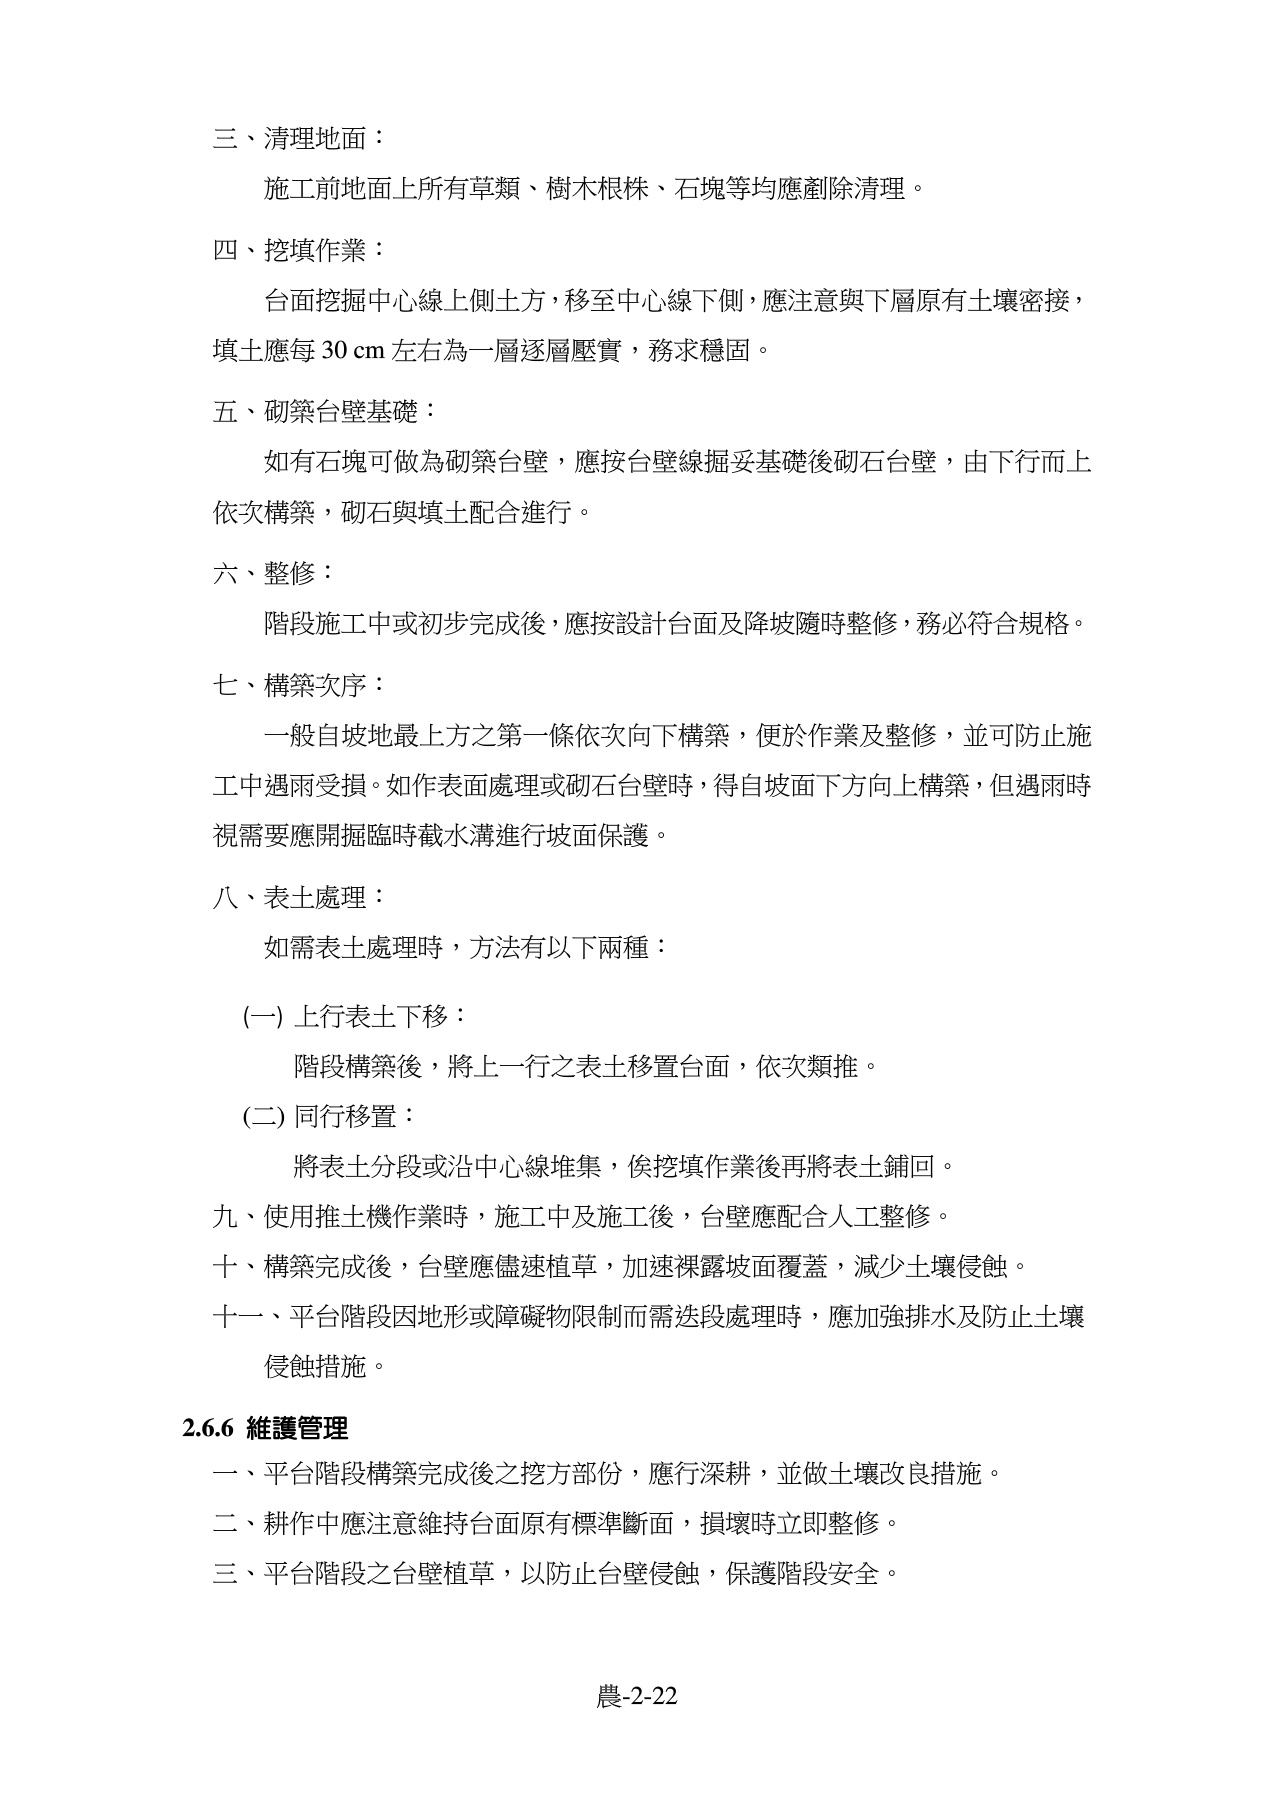 三、清理地面：
施工前地面上所有草類、樹木根株、石塊等均應剷除清理。
四、挖填作業：
台面挖掘中心線上側土方，移至中心線下側，應注意與下層原有土壤密接，
填土應每 30 cm 左右為一層逐層壓實，務求穩固。
五、砌築台壁基礎：
如有石塊可做為砌築台壁，應按台壁線掘妥基礎後砌石台壁，由下行而上
依次構築，砌石與填土配合進行。
六、整修：
階段施工中或初步完成後，應按設計台面及降坡隨時整修，務必符合規格。
七、構築次序：
一般自坡地最上方之第一條依次向下構築，便於作業及整修，並可防止施
工中遇雨受損。如作表面處理或砌石台壁時，得自坡面下方向上構築，但遇雨時
視需要應開掘臨時截水溝進行坡面保護。
八、表土處理：
如需表土處理時，方法有以下兩種：
(一) 上行表土下移：
階段構築後，將上一行之表土移置台面，依次類推。
(二) 同行移置：
將表土分段或沿中心線堆集，俟挖填作業後再將表土鋪回。
九、使用推土機作業時，施工中及施工後，台壁應配合人工整修。
十、構築完成後，台壁應儘速植草，加速裸露坡面覆蓋，減少土壤侵蝕。
十一、平台階段因地形或障礙物限制而需迭段處理時，應加強排水及防止土壤
侵蝕措施。
2.6.6 維護管理
一、平台階段構築完成後之挖方部份，應行深耕，並做土壤改良措施。
二、耕作中應注意維持台面原有標準斷面，損壞時立即整修。
三、平台階段之台壁植草，以防止台壁侵蝕，保護階段安全。
農-2-22